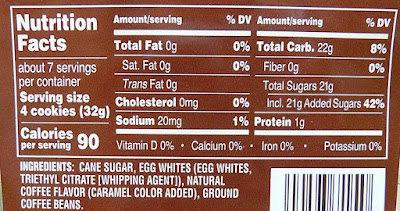 Nutrition
Facts
about 7 servings
per container
Serving size
4 cookies (32g)
Calories
per serving 90
Amount/serving % DV
Total Fat 0g 0%
Sat. Fat 0g 0%
Trans Fat 0g
Cholesterol 0mg 0%
Sodium 20mg 1%
Amount/serving % DV
Total Carb. 22g 8%
Fiber 0g 0%
Total Sugars 21g
Incl. 21g Added Sugars 42%
Protein 1g
Vitamin D 0% • Calcium 0% • Iron 0% • Potassium 0%
INGREDIENTS: CANE SUGAR, EGG WHITES (EGG WHITES,
TRIETHYL CITRATE [WHIPPING AGENT]), NATURAL
COFFEE FLAVOR (CARAMEL COLOR ADDED), GROUND
COFFEE BEANS.